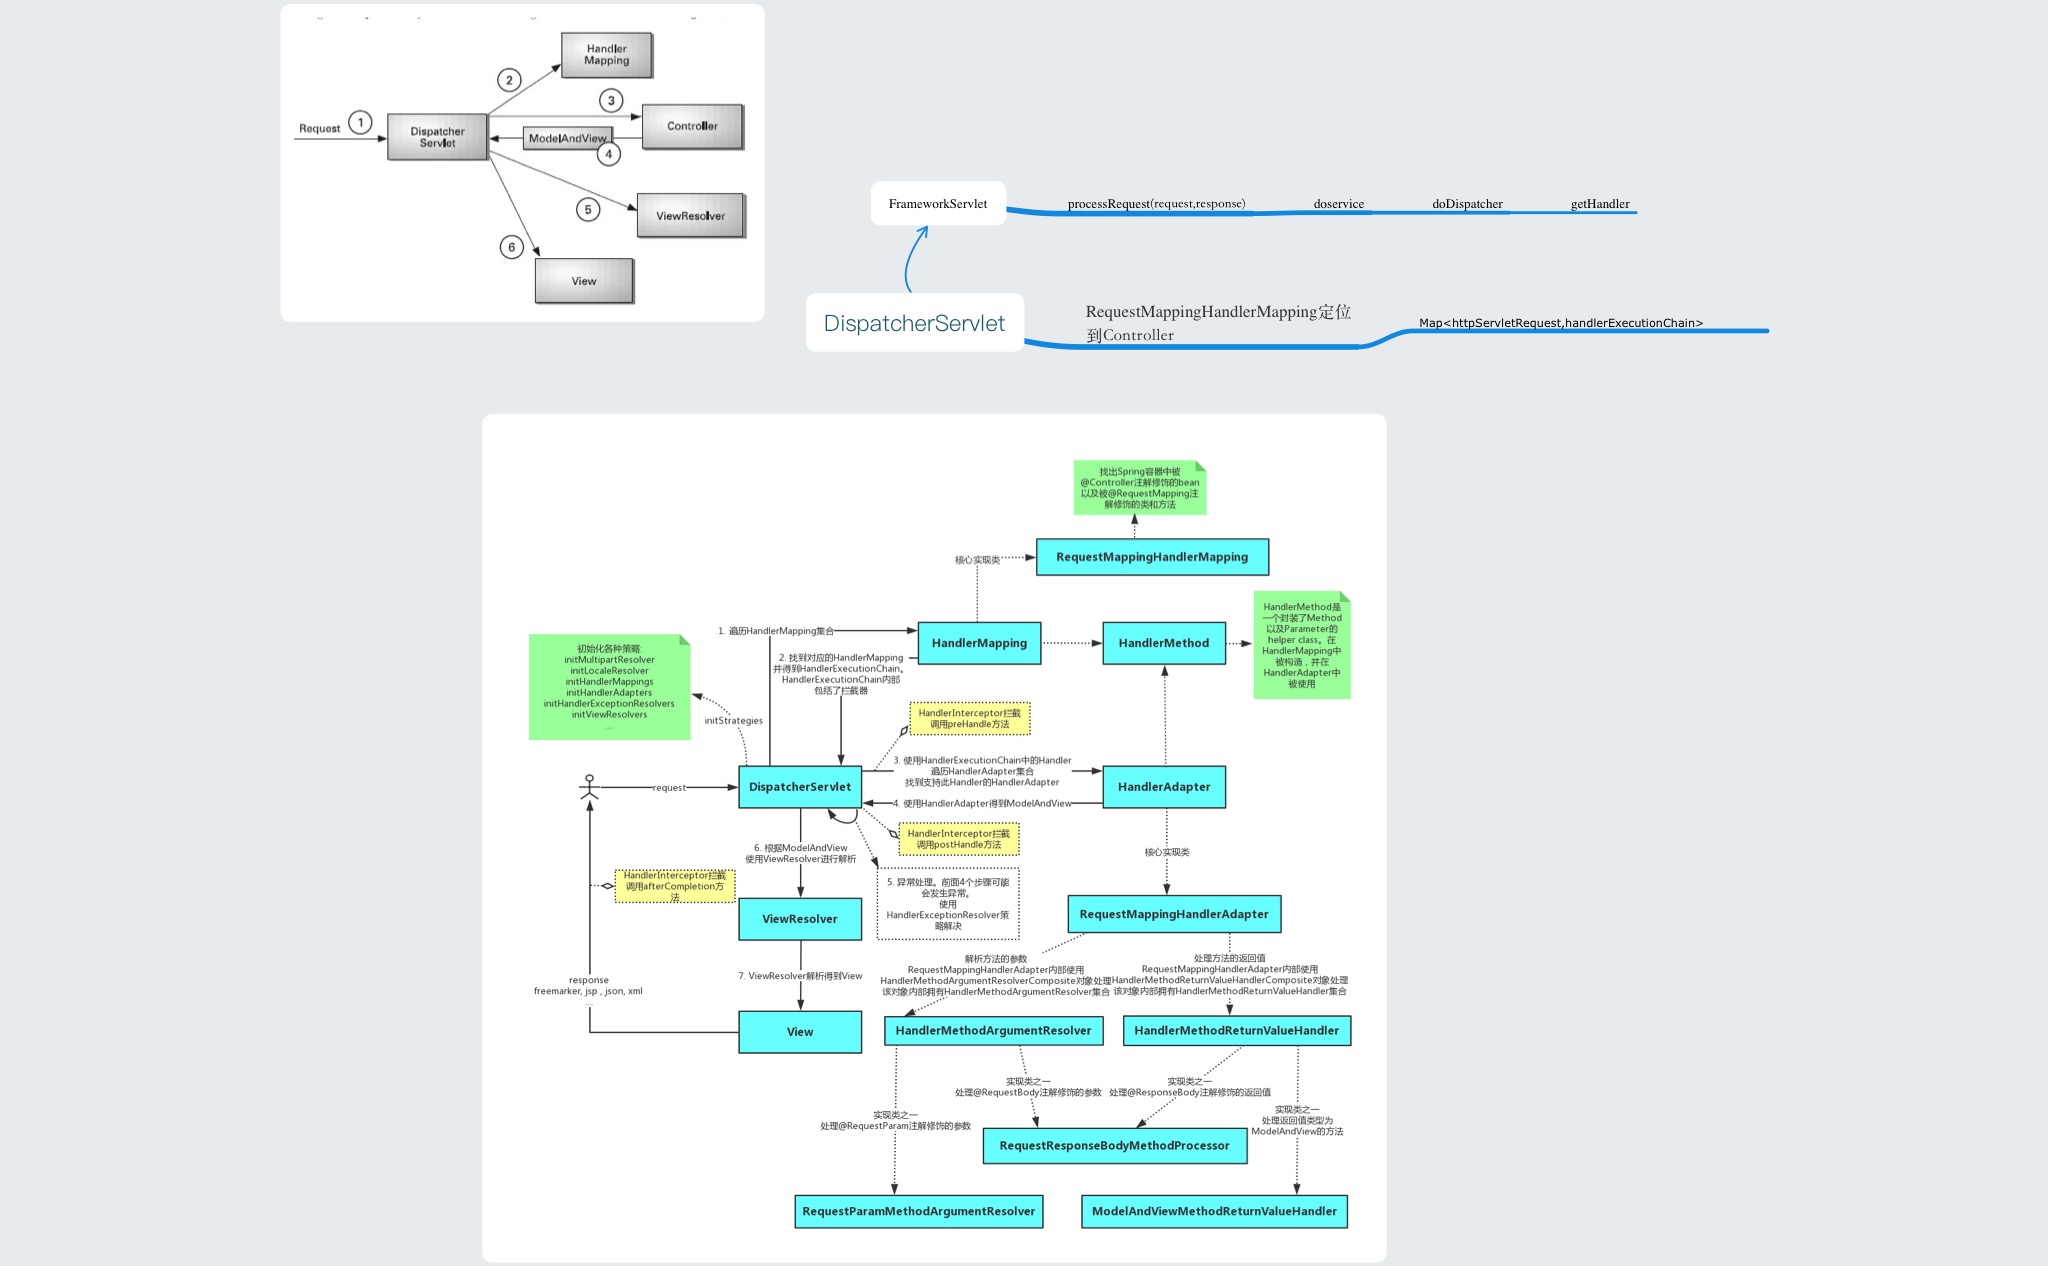 Handler
Mapping
2
3
Request
1
Dispatcher
Servlet
Controller
ModelAndView
4
5
ViewResolver
6
View
FrameworkServlet
processRequest(request,response)
doservice
doDispatcher
getHandler
DispatcherServlet
RequestMappingHandlerMapping定位
到Controller
Map<httpServletRequest,handlerExecutionChain>
找出Spring容器中被
@Controller注解修饰的bean
以及被@RequestMapping注
解修饰的类和方法
核心实现类
RequestMappingHandlerMapping
HandlerMethod是
一个封装了Method
以及Parameter的
helper class。在
HandlerMapping中
被构造，并在
HandlerAdapter中
被使用
1. 遍历HandlerMapping集合
HandlerMapping
HandlerMethod
初始化各种策略:
initMultipartResolver
initLocaleResolver
initHandlerMappings
initHandlerAdapters
initHandlerExceptionResolvers
initViewResolvers
....
2. 找到对应的HandlerMapping
并得到HandlerExecutionChain。
HandlerExecutionChain内部
包括了拦截器
initStrategies
HandlerInterceptor拦截
调用preHandle方法
3. 使用HandlerExecutionChain中的Handler
遍历HandlerAdapter集合
找到支持此Handler的HandlerAdapter
request
DispatcherServlet
HandlerAdapter
4. 使用HandlerAdapter得到ModelAndView
HandlerInterceptor拦截
调用postHandle方法
6. 根据ModelAndView
使用ViewResolver进行解析
核心实现类
HandlerInterceptor拦截
调用afterCompletion方
法
5. 异常处理。前面4个步骤可能
会发生异常。
使用
HandlerExceptionResolver策
略解决
ViewResolver
RequestMappingHandlerAdapter
解析方法的参数
RequestMappingHandlerAdapter内部使用
HandlerMethodArgumentResolverComposite对象处理
该对象内部拥有HandlerMethodArgumentResolver集合
处理方法的返回值
RequestMappingHandlerAdapter内部使用
HandlerMethodReturnValueHandlerComposite对象处理
该对象内部拥有HandlerMethodReturnValueHandler集合
7. ViewResolver解析得到View
response
freemarker, jsp , json, xml
....
View
HandlerMethodArgumentResolver
HandlerMethodReturnValueHandler
实现类之一
处理@RequestBody注解修饰的参数
实现类之一
处理@ResponseBody注解修饰的返回值
实现类之一
处理@RequestParam注解修饰的参数
实现类之一
处理返回值类型为
ModelAndView的方法
RequestResponseBodyMethodProcessor
RequestParamMethodArgumentResolver
ModelAndViewMethodReturnValueHandler